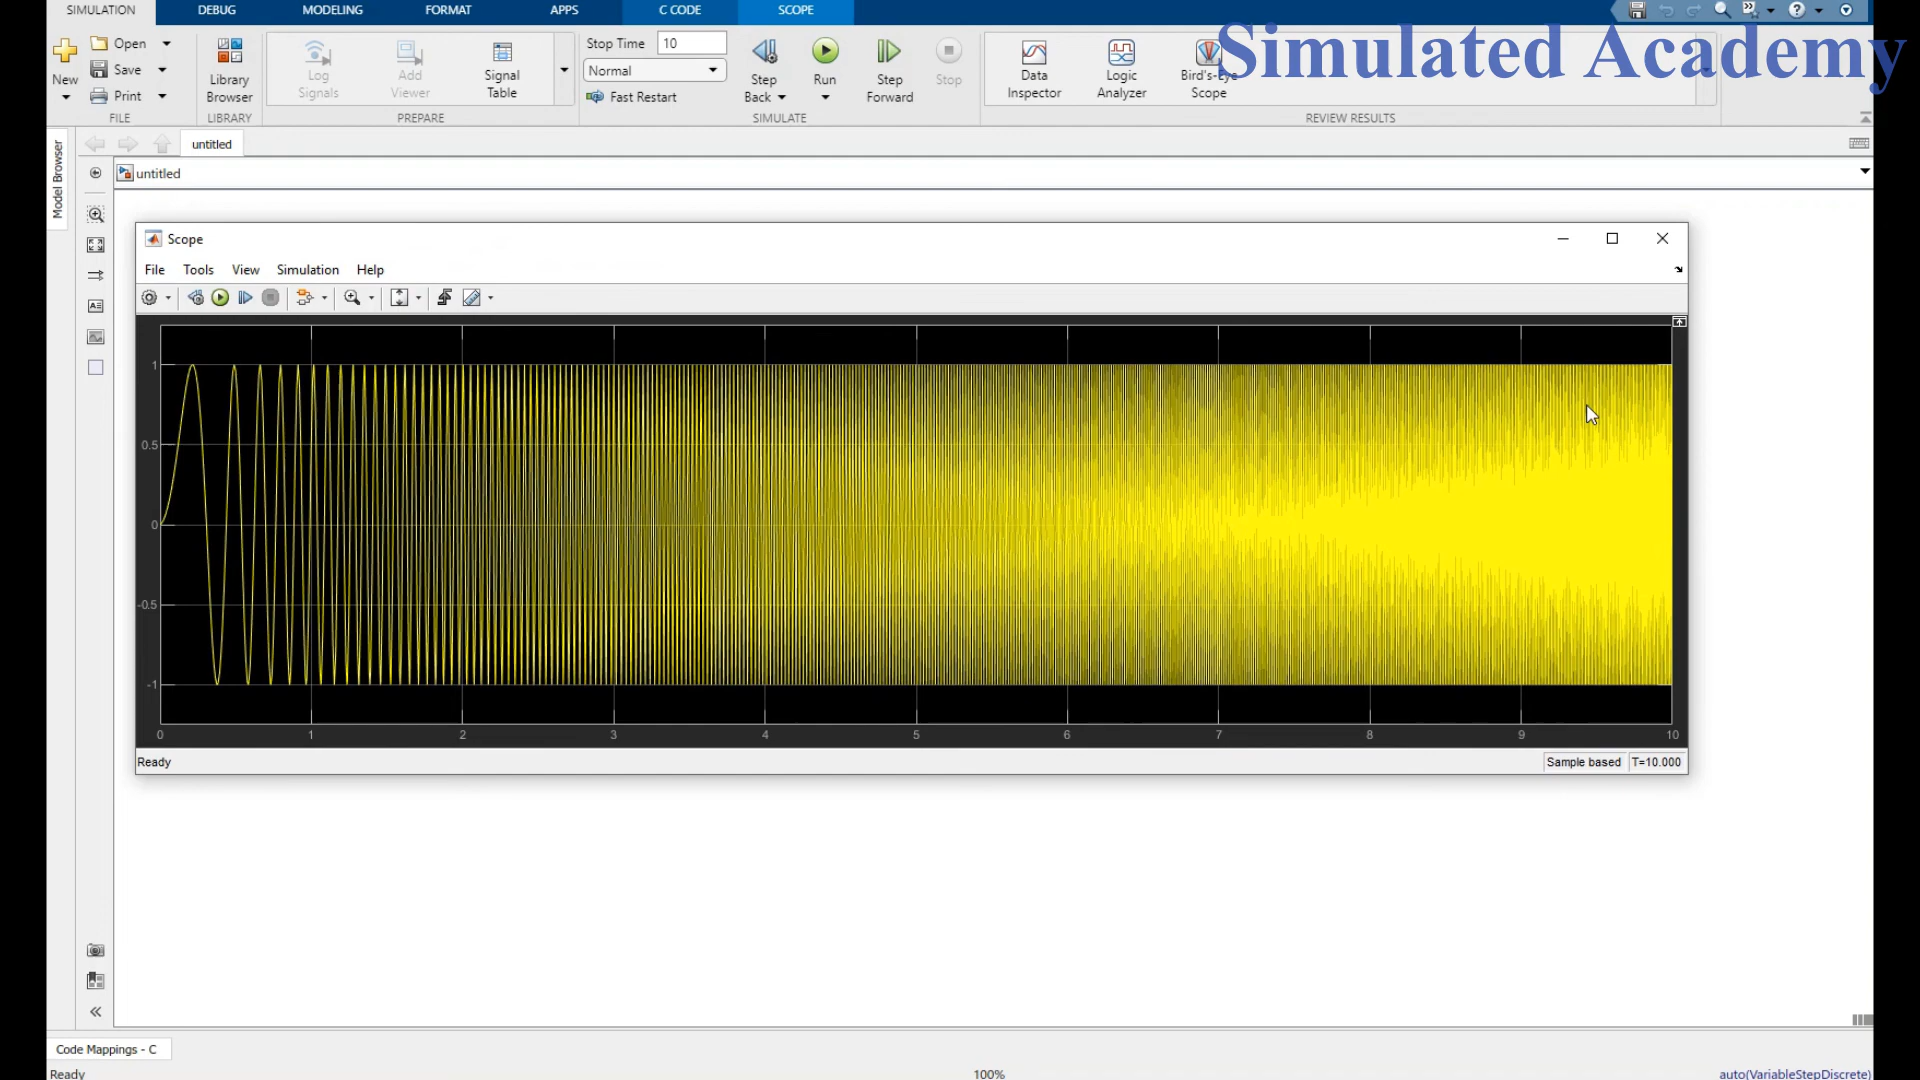 SIMULATION DEBUG MODELING FORMAT APPS C CODE SCOPE
Simulated Academy
New
Open
Save
Print
FILE
Library
Browser
LIBRARY
Log
Signals
Add
Viewer
Signal
Table
PREPARE
Stop Time 10
Normal
Fast Restart
Step
Back
Run
Step
Forward
Stop
SIMULATE
Data
Inspector
Logic
Analyzer
Bird's-Eye
Scope
REVIEW RESULTS
Model Browser
untitled
untitled
Scope
File Tools View Simulation Help
1
0.5
0
-0.5
-1
0 1 2 3 4 5 6 7 8 9 10
Ready Sample based T=10.000
Code Mappings - C
Ready 100% auto(VariableStepDiscrete)